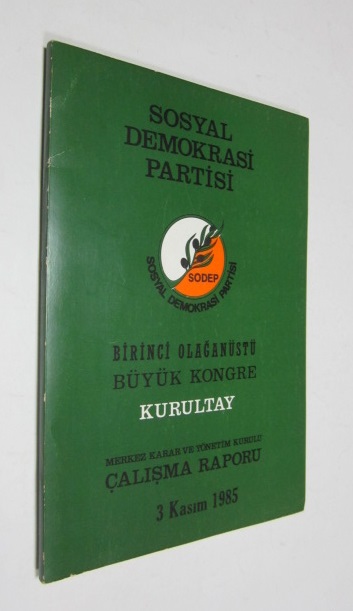 SOSYAL
DEMOKRASİ
PARTİSİ
SODEP
SOSYAL DEMOKRASİ PARTİSİ
BİRİNCİ OLAĞANÜSTÜ
BÜYÜK KONGRE
KURULTAY
MERKEZ KARAR VE YÖNETİM KURULU
ÇALIŞMA RAPORU
3 Kasım 1985